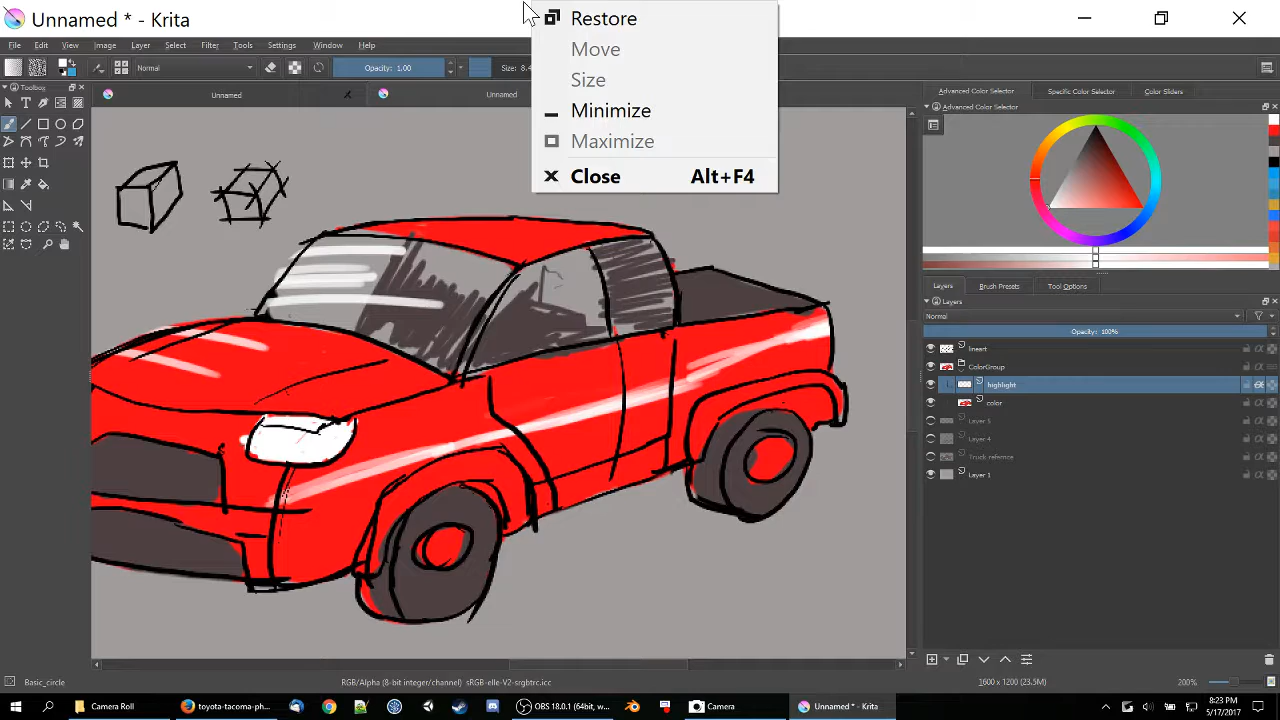 Unnamed * - Krita
Restore
Move
Size
Minimize
Maximize
Close Alt+F4
File Edit View Image Layer Select Filter Tools Settings Window Help
Normal
Opacity: 1.00
Size: 8.4
Toolbox
Unnamed
Unnamed
Advanced Color Selector Specific Color Selector Color Sliders
Advanced Color Selector
Layers Brush Presets Tool Options
Layers
Normal
Opacity: 100%
lineart
ColorGroup
highlight
color
Layer 5
Layer 4
Truck refernce
Layer 1
Basic_circle
RGB/Alpha (8-bit integer/channel) sRGB-elle-V2-srgbtrc.icc
1600 x 1200 (23.5M)
200%
Camera Roll
toyota-tacoma-ph...
OBS 18.0.1 (64bit, w...
Camera
Unnamed * - Krita
8:23 PM
5/17/2017